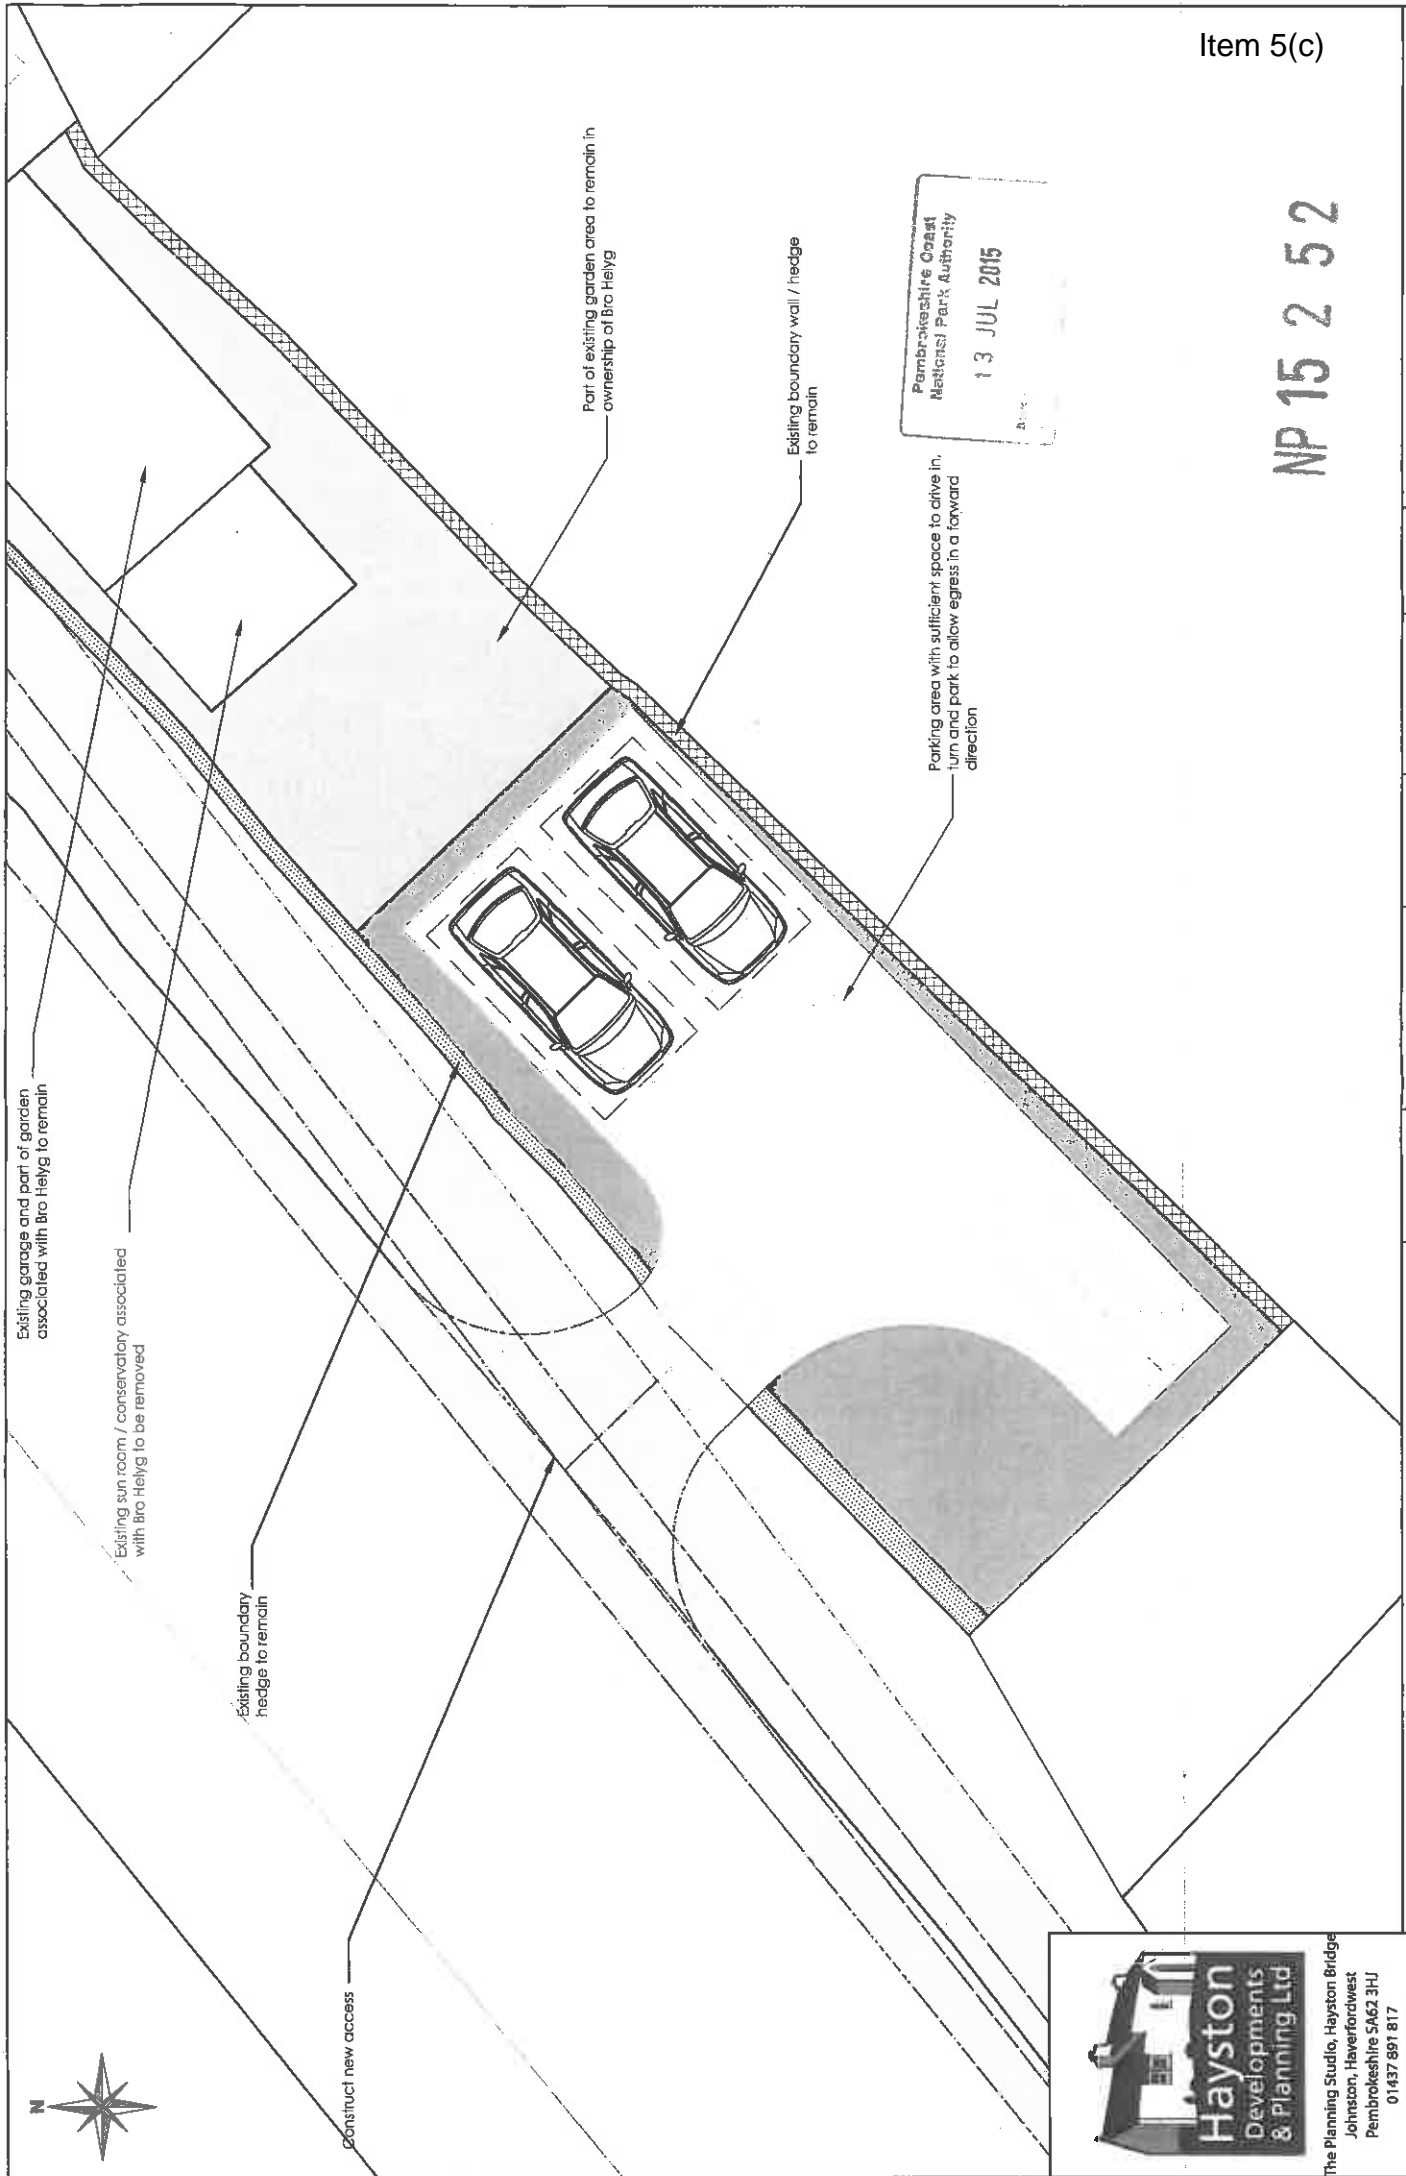 Item 5(c)
Existing garage and part of garden
associated with Bro Helyg to remain
Existing sun room / conservatory associated
with Bro Helyg to be removed
Existing boundary
hedge to remain
Construct new access
Part of existing garden area to remain in
ownership of Bro Helyg
Existing boundary wall / hedge
to remain
Parking area with sufficient space to drive in,
turn and park to allow egress in a forward
direction
Pembrokeshire Coast
National Park Authority
13 JUL 2015
NP 15 2 5 2
N
Hayston
Developments
& Planning Ltd
The Planning Studio, Hayston Bridge
Johnston, Haverfordwest
Pembrokeshire SA62 3HJ
01437 891 817